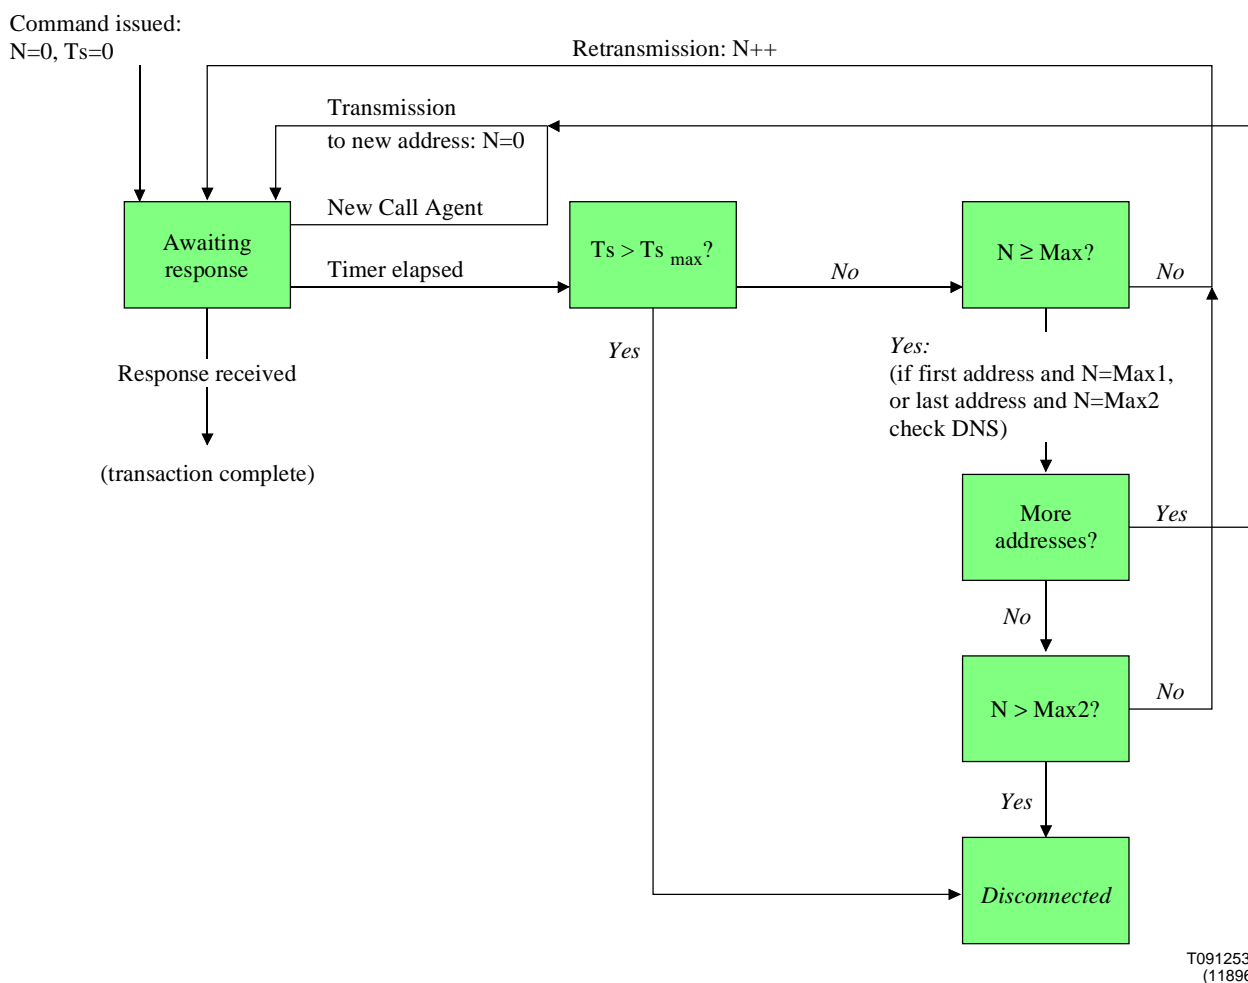 Command issued:
N=0, Ts=0
Retransmission: N++
Transmission
to new address: N=0
New Call Agent
Awaiting
response
Timer elapsed
Ts > Ts max?
No
N ≥ Max?
No
Yes
Yes:
(if first address and N=Max1,
or last address and N=Max2
check DNS)
Response received
(transaction complete)
More
addresses?
Yes
No
N > Max2?
No
Yes
Disconnected
T091253
(11896